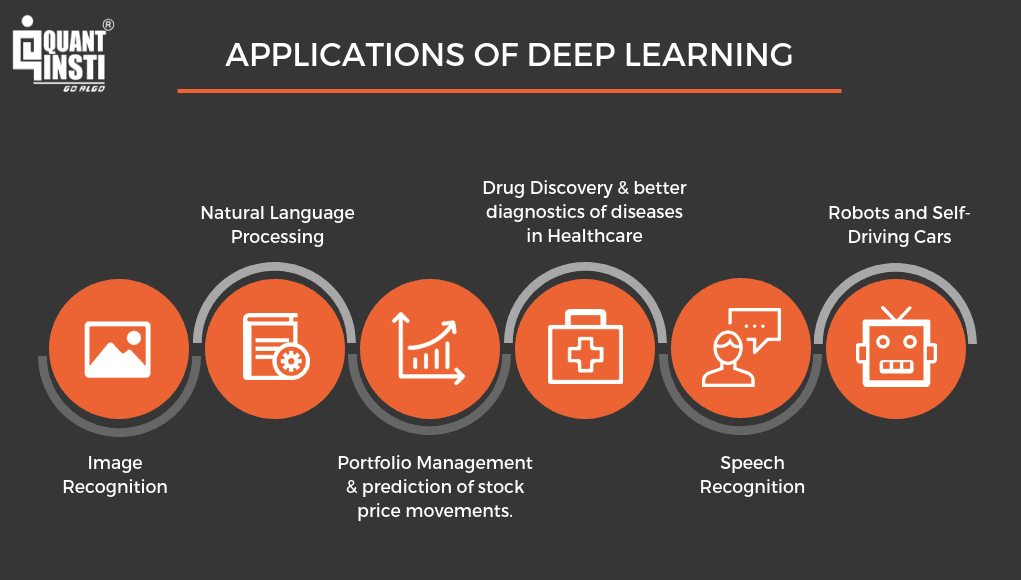 QUANT
INSTI
®
GO ALGO
APPLICATIONS OF DEEP LEARNING
Natural Language
Processing
Drug Discovery & better
diagnostics of diseases
in Healthcare
Robots and Self-
Driving Cars
Image
Recognition
Portfolio Management
& prediction of stock
price movements.
Speech
Recognition